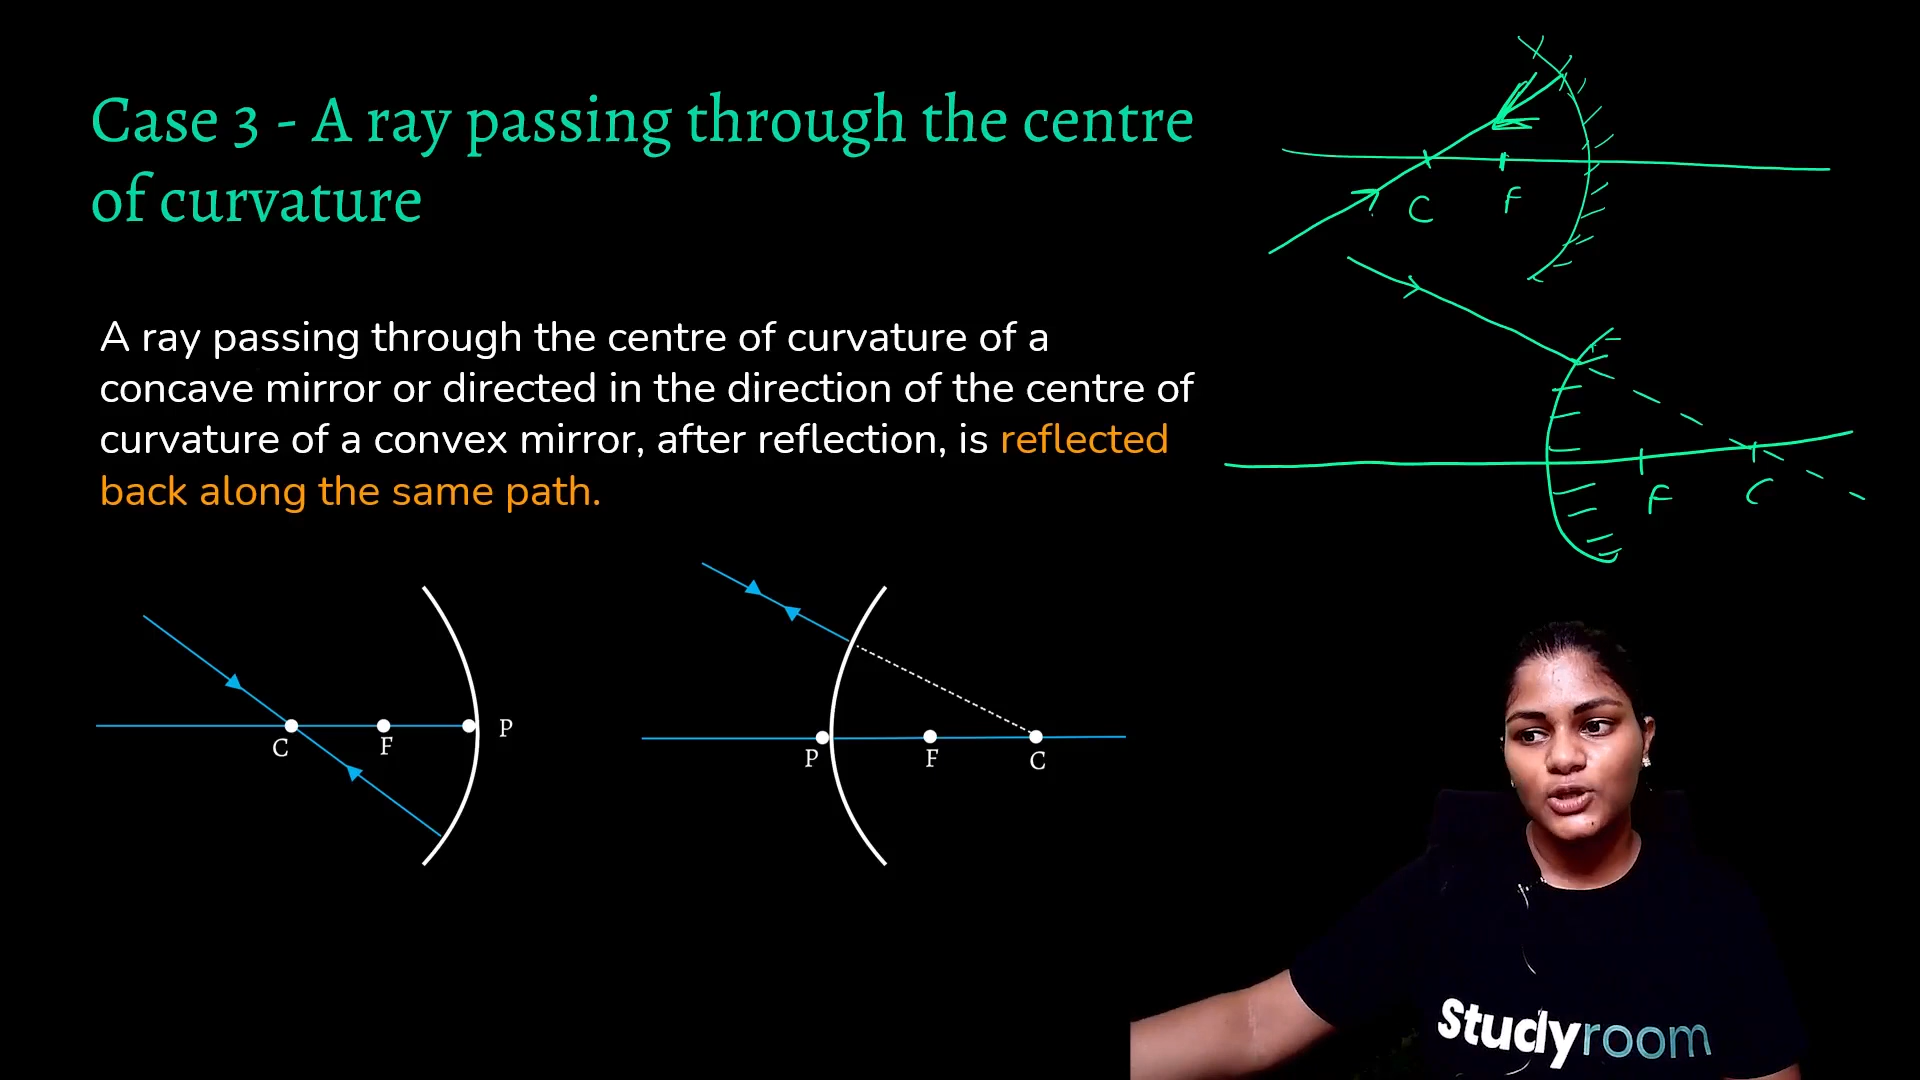 Case 3 - A ray passing through the centre
of curvature
A ray passing through the centre of curvature of a
concave mirror or directed in the direction of the centre of
curvature of a convex mirror, after reflection, is reflected
back along the same path.
C F
F C
C F P
P F C
Studyroom